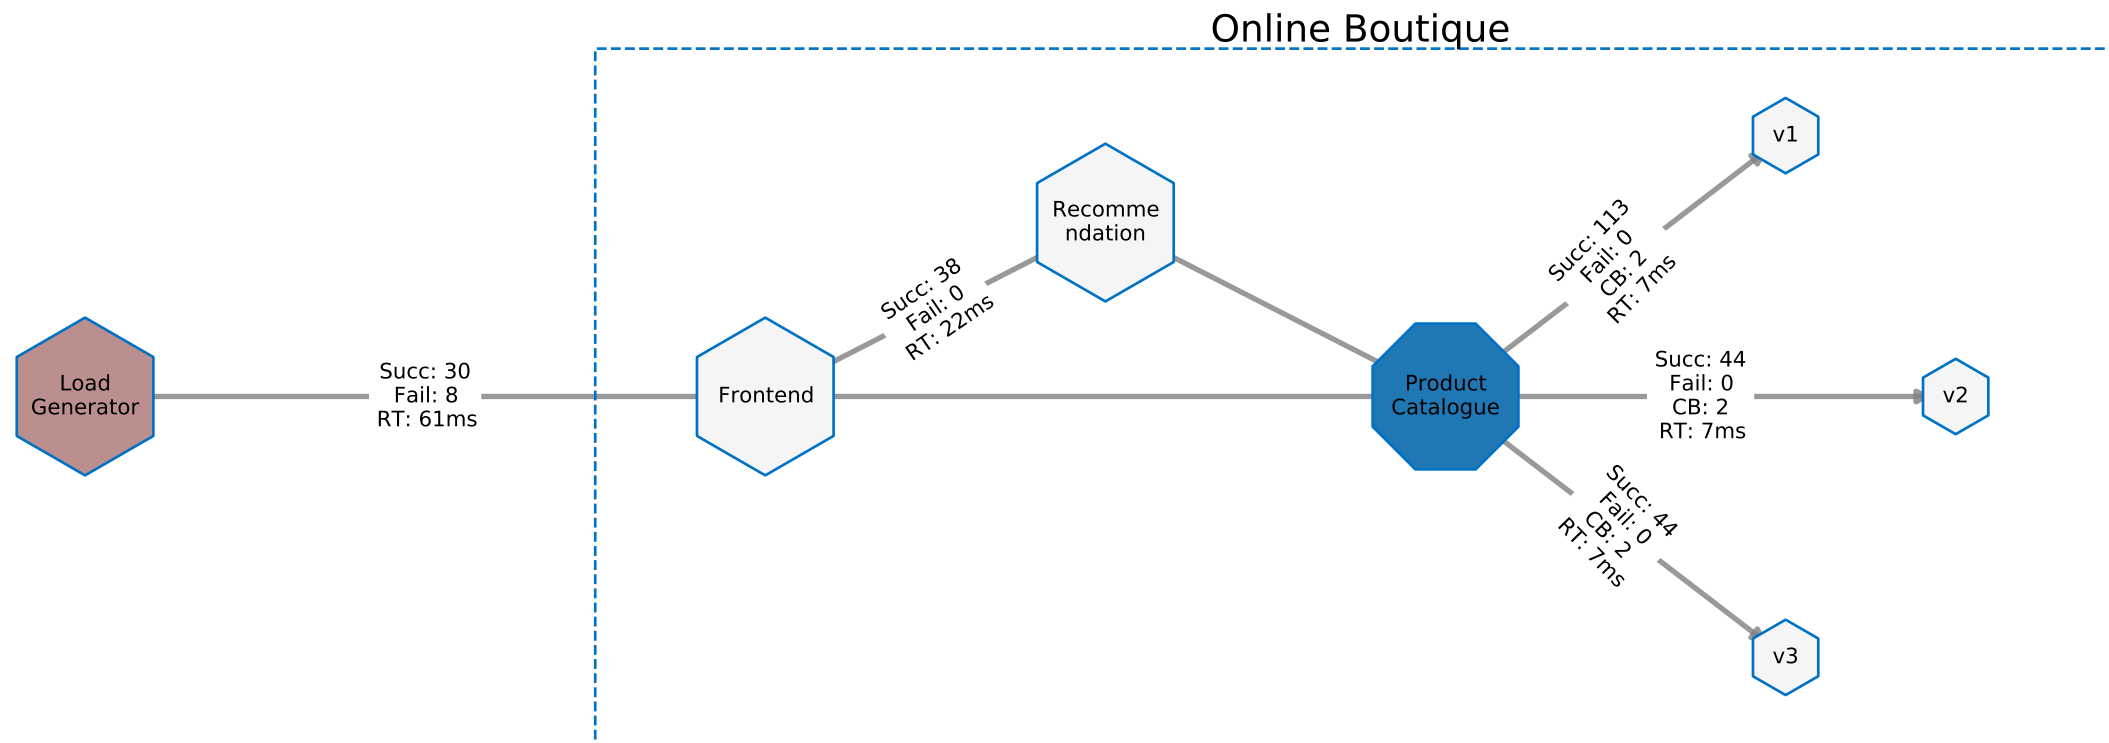 Online Boutique
Load
Generator
Succ: 30
Fail: 8
RT: 61ms
Frontend
Succ: 38
Fail: 0
RT: 22ms
Recomme
ndation
Product
Catalogue
Succ: 113
Fail: 0
CB: 2
RT: 7ms
v1
Succ: 44
Fail: 0
CB: 2
RT: 7ms
v2
Succ: 44
Fail: 0
CB: 2
RT: 7ms
v3